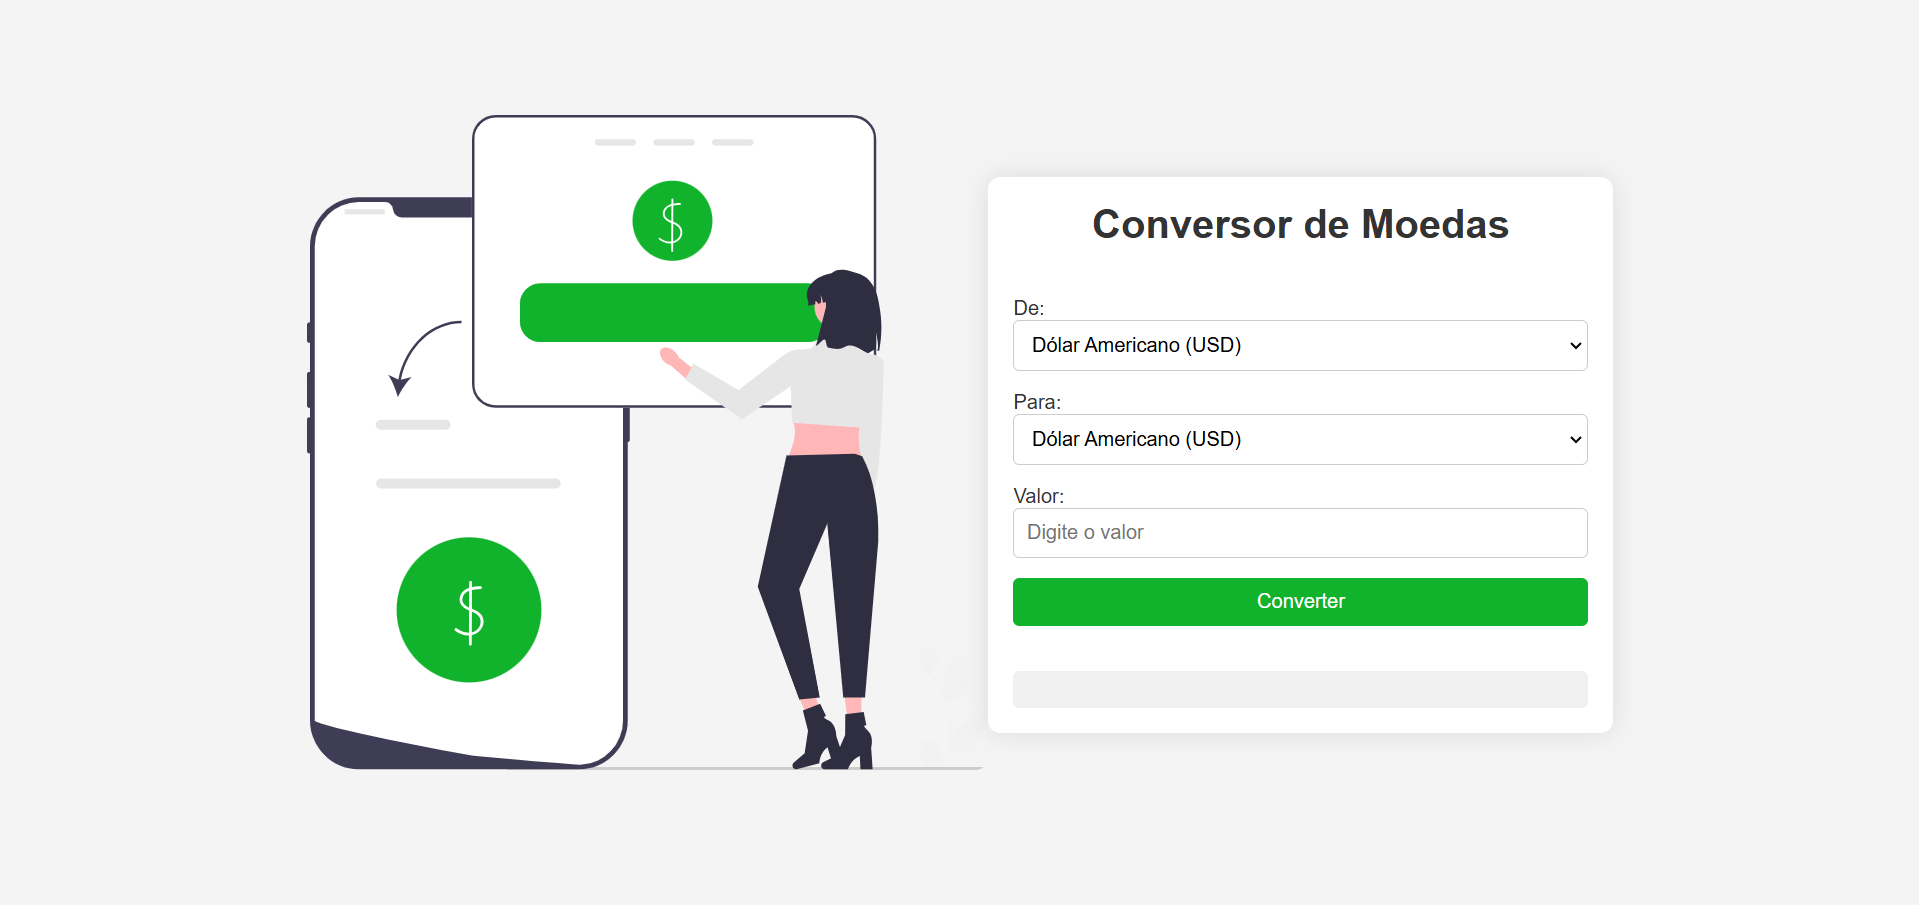 $
$
Conversor de Moedas
De:
Dólar Americano (USD)
Para:
Dólar Americano (USD)
Valor:
Digite o valor
Converter